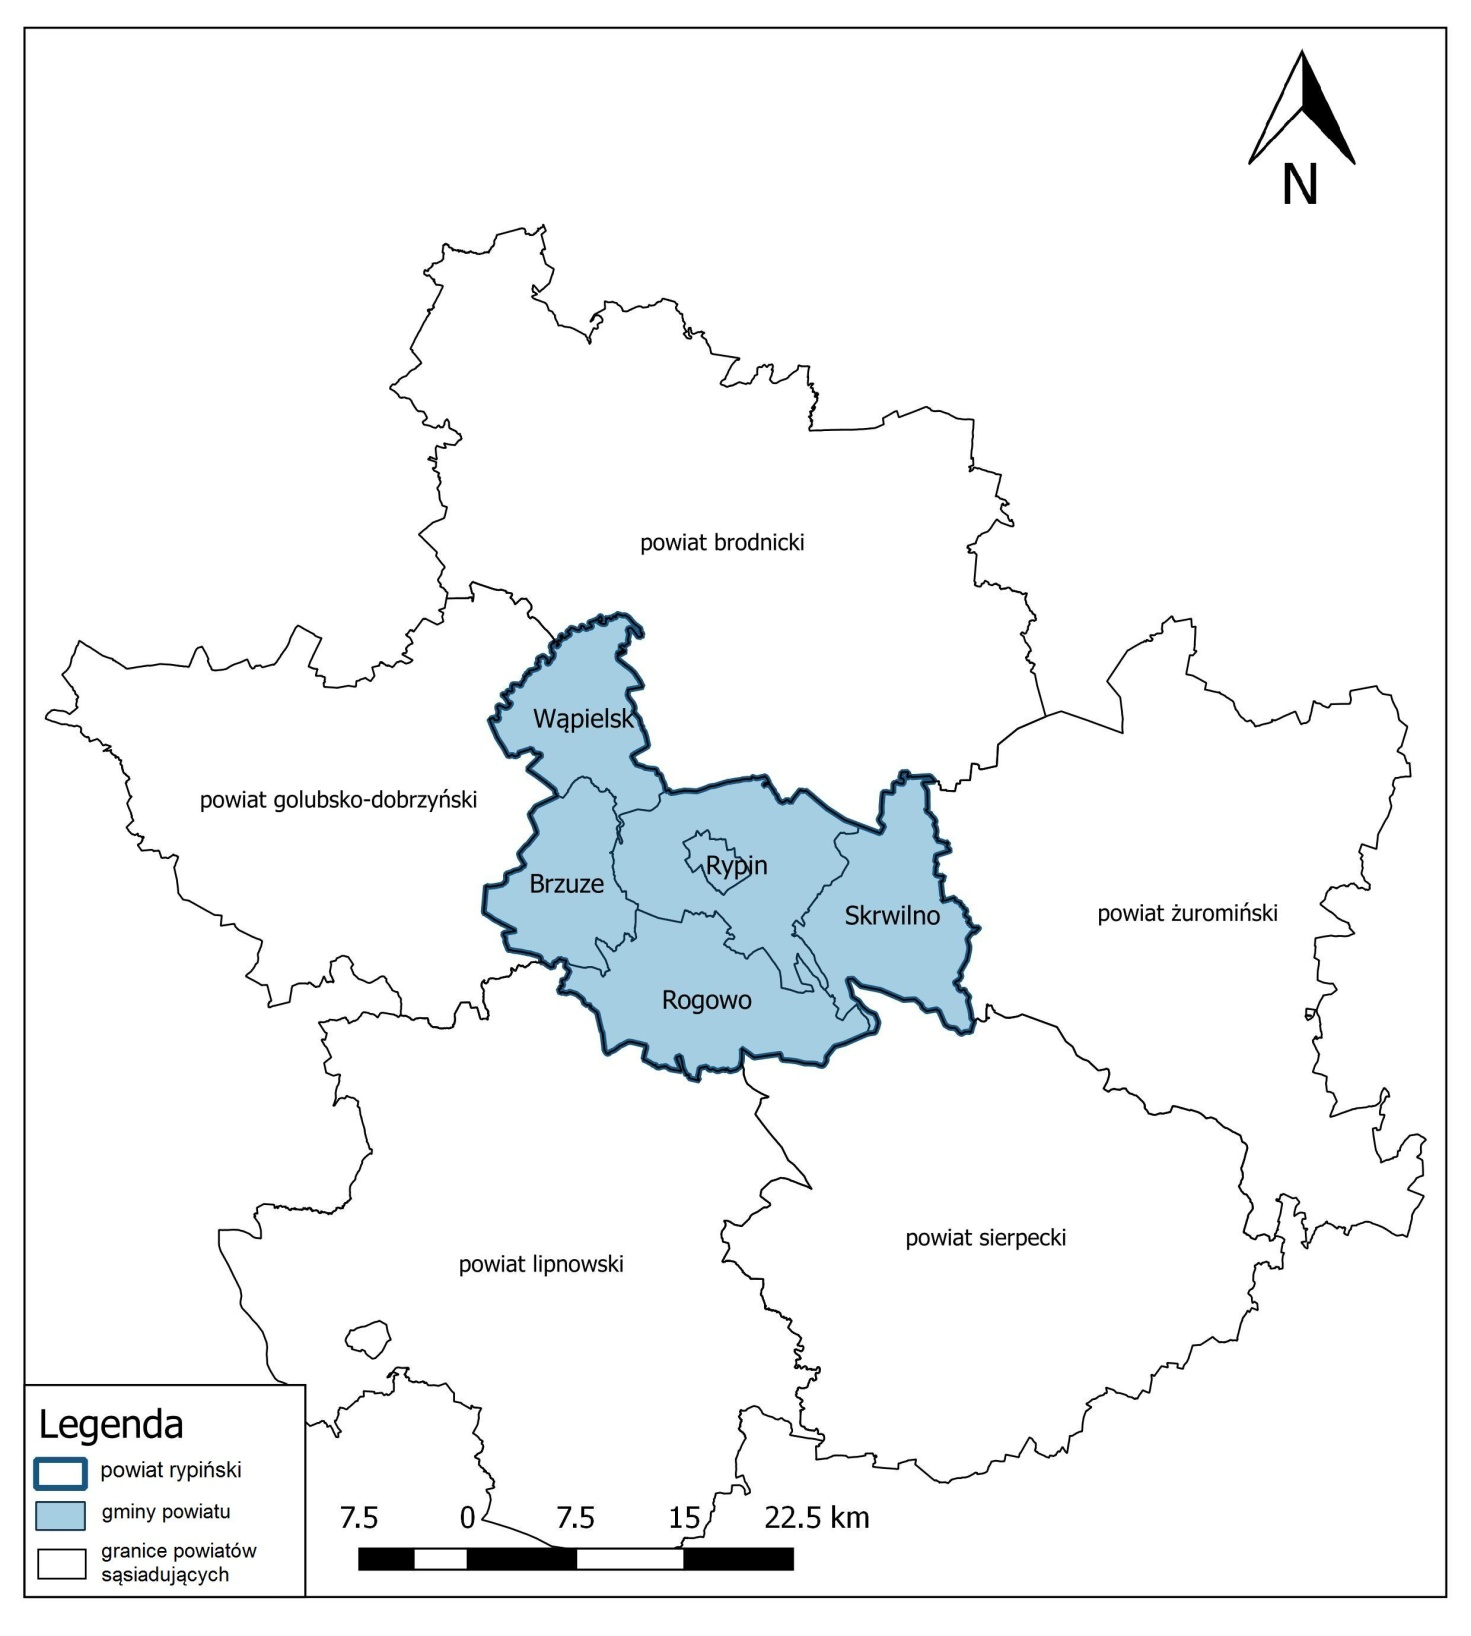 N
powiat brodnicki
Wąpielsk
powiat golubsko-dobrzyński
Rypin
Brzuze
Skrwilno
powiat żuromiński
Rogowo
powiat sierpecki
powiat lipnowski
Legenda
powiat rypiński
gminy powiatu
granice powiatów
sąsiadujących
7.5 0 7.5 15 22.5 km